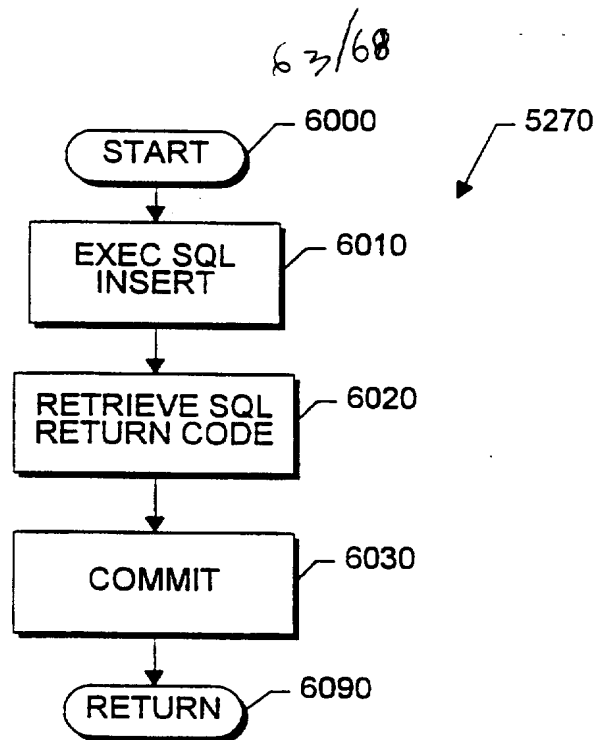 63/68
6000
5270
START
EXEC SQL
INSERT
6010
RETRIEVE SQL
RETURN CODE
6020
COMMIT
6030
RETURN
6090